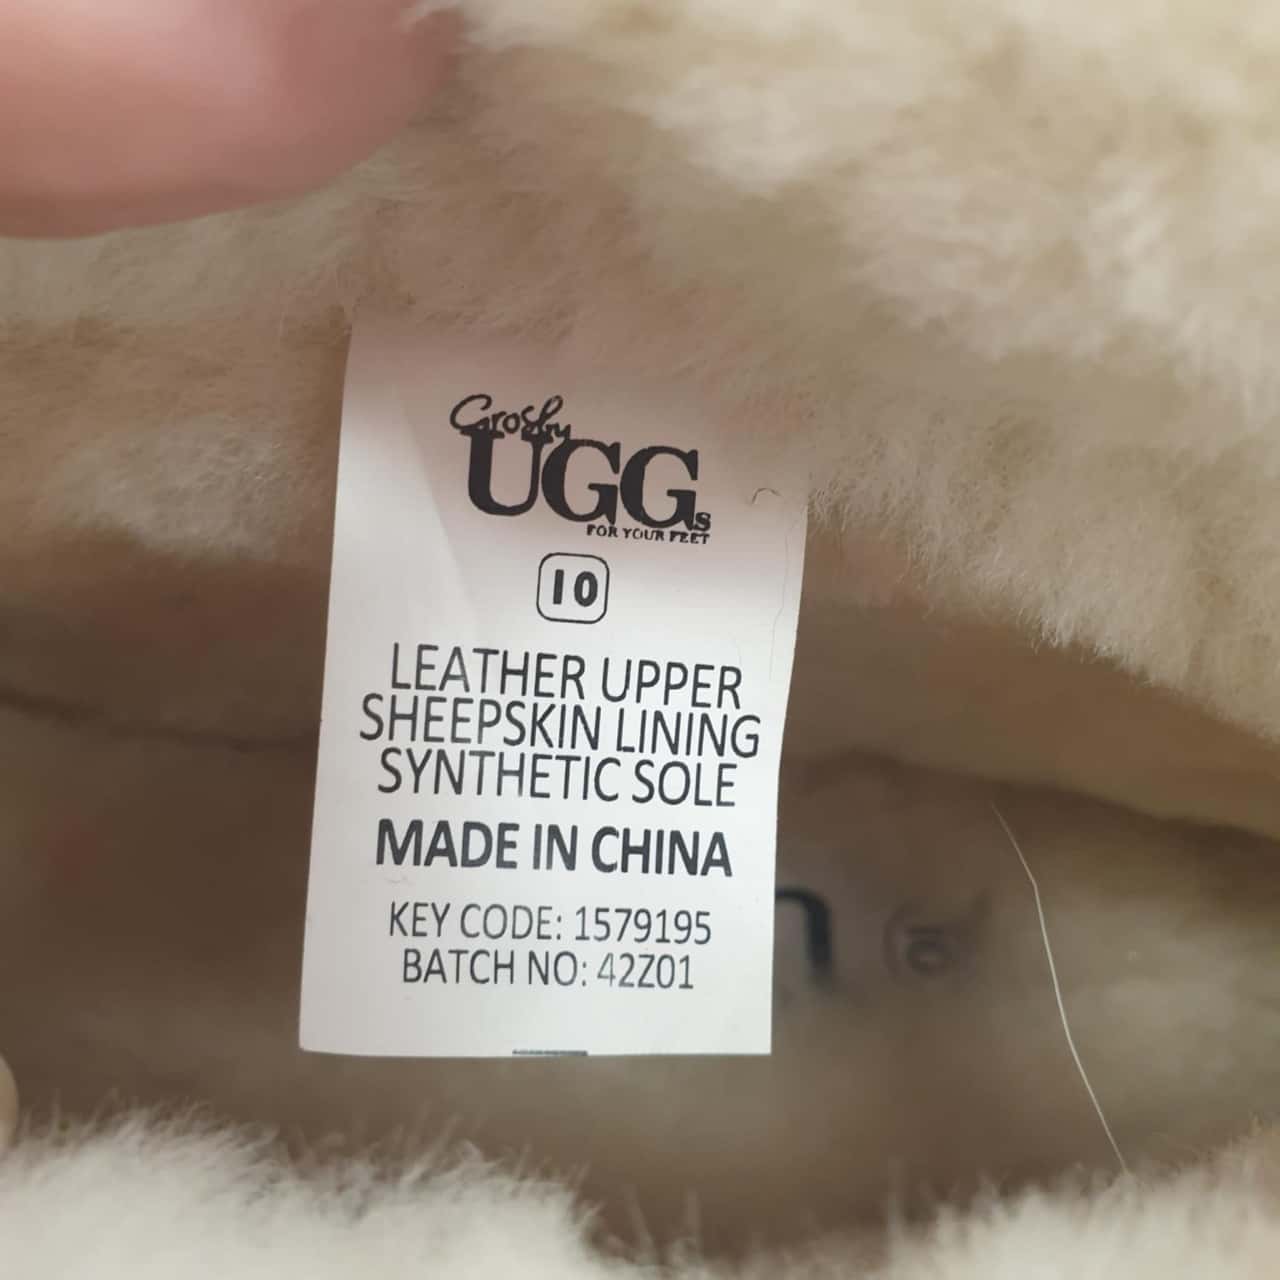 Crosby
UGGs
FOR YOUR FEET
10
LEATHER UPPER
SHEEPSKIN LINING
SYNTHETIC SOLE
MADE IN CHINA
KEY CODE: 1579195
BATCH NO: 42Z01